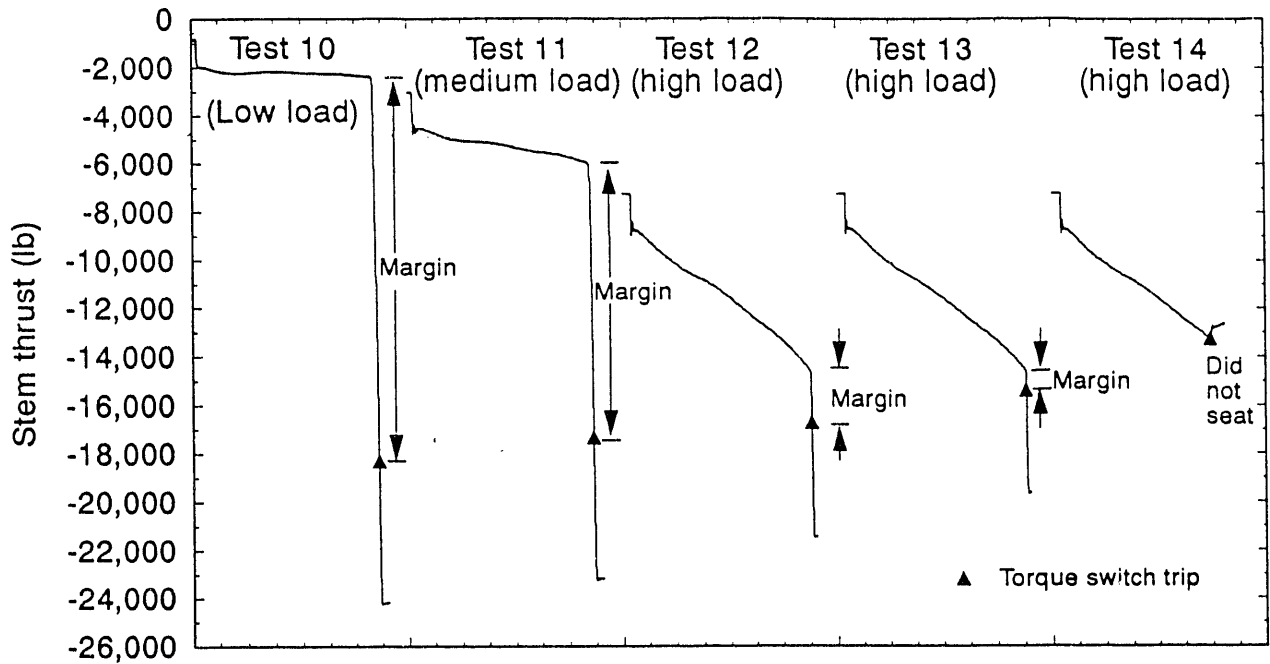 0
-2,000
-4,000
-6,000
-8,000
-10,000
-12,000
-14,000
-16,000
-18,000
-20,000
-22,000
-24,000
-26,000
Stem thrust (lb)
Test 10
(Low load)
Margin
Test 11
(medium load)
Margin
Test 12
(high load)
Margin
Test 13
(high load)
Margin
Test 14
(high load)
Did
not
seat
▲ Torque switch trip